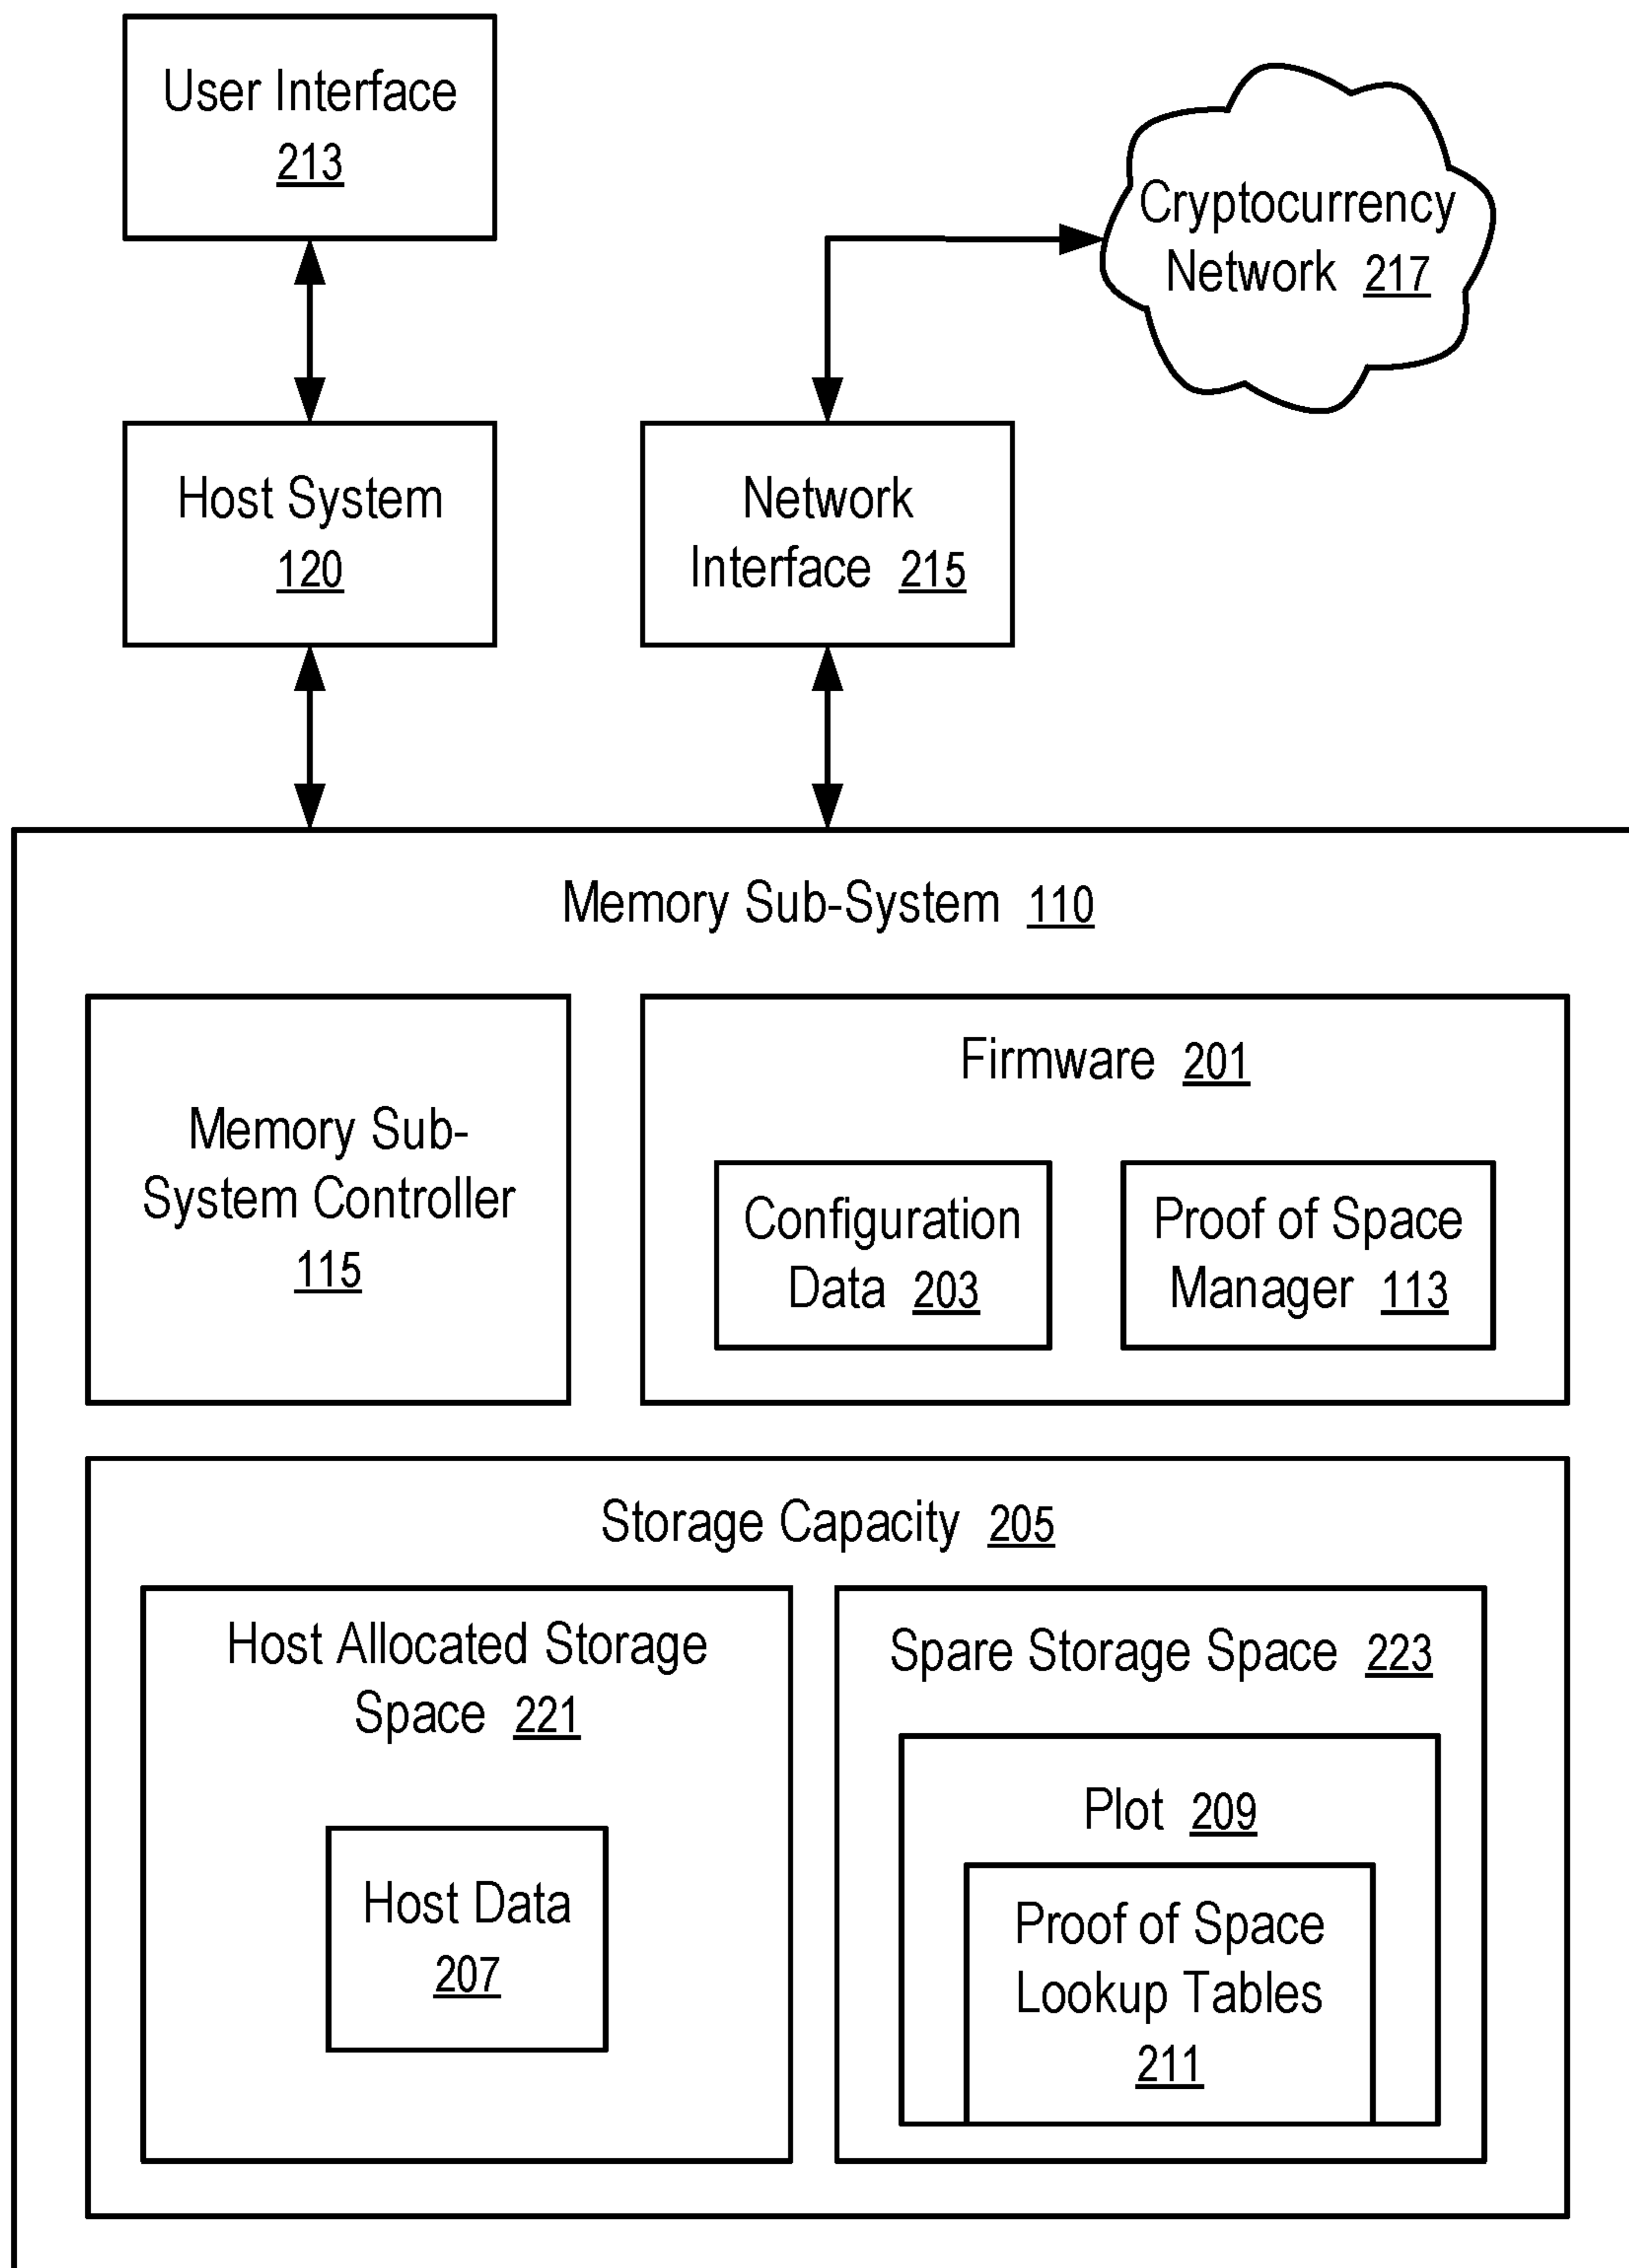 User Interface
213
Cryptocurrency
Network 217
Host System
120
Network
Interface 215
Memory Sub-System 110
Memory Sub-
System Controller
115
Firmware 201
Configuration
Data 203
Proof of Space
Manager 113
Storage Capacity 205
Host Allocated Storage
Space 221
Host Data
207
Spare Storage Space 223
Plot 209
Proof of Space
Lookup Tables
211